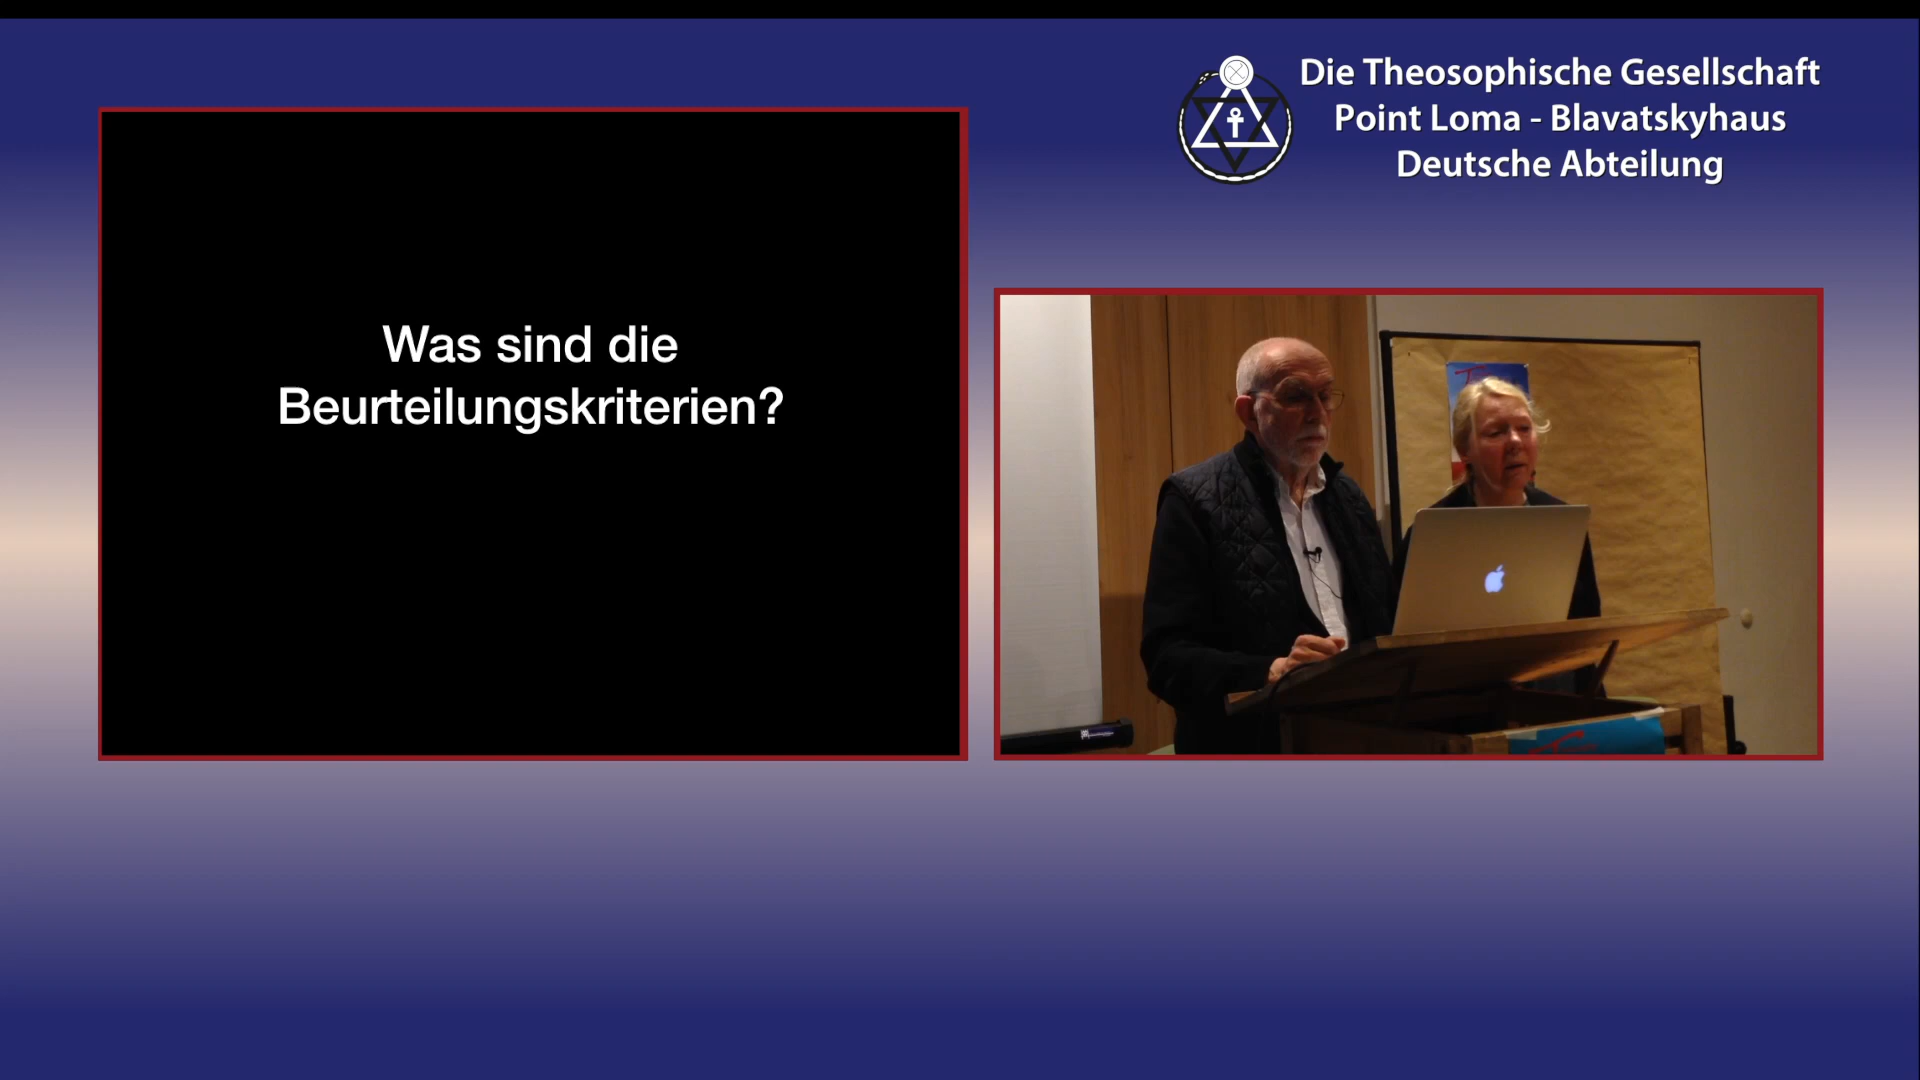 Die Theosophische Gesellschaft
Point Loma - Blavatskyhaus
Deutsche Abteilung
Was sind die
Beurteilungskriterien?